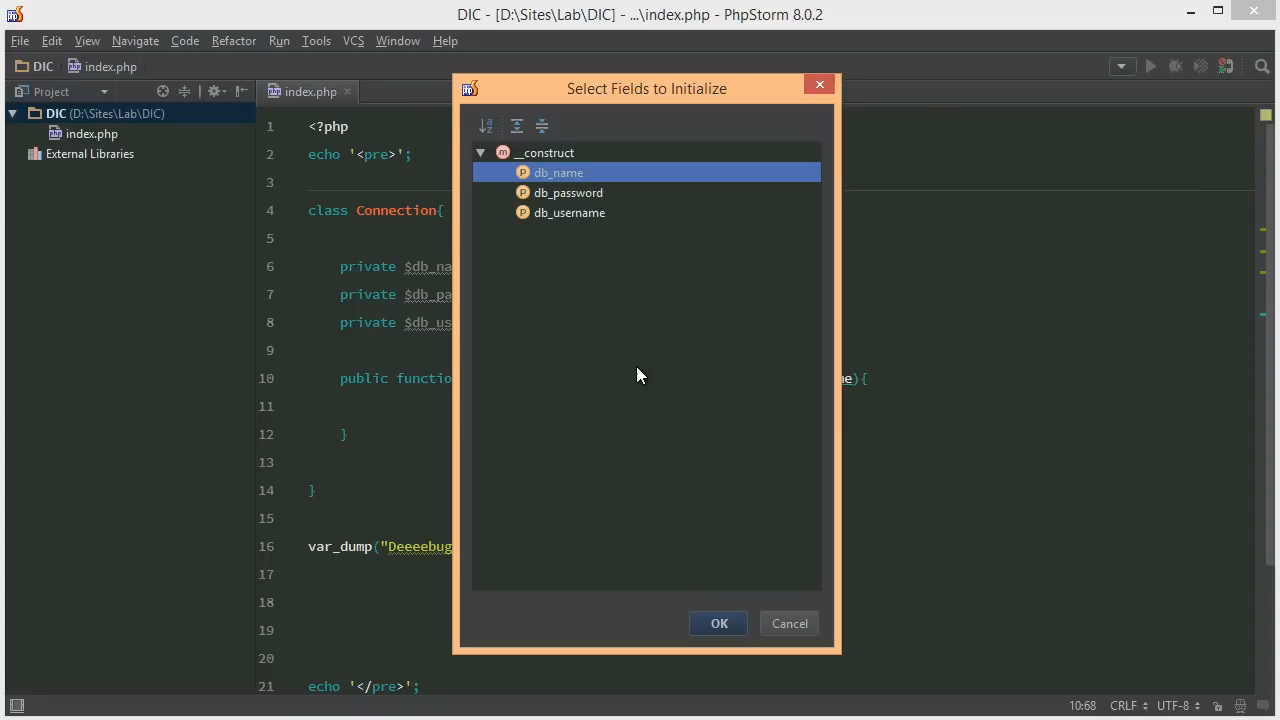 DIC - [D:\Sites\Lab\DIC] - ...\index.php - PhpStorm 8.0.2
File Edit View Navigate Code Refactor Run Tools VCS Window Help
DIC index.php
Project
index.php
DIC (D:\Sites\Lab\DIC)
index.php
External Libraries
1 <?php
2 echo '<pre>';
3
4 class Connection{
5
6 private $db_na
7 private $db_pa
8 private $db_us
9
10 public functio me){
11
12 }
13
14 }
15
16 var_dump("Deeeebug
17
18
19
20
21 echo '</pre>';
Select Fields to Initialize
__construct
db_name
db_password
db_username
OK Cancel
10:68 CRLF UTF-8